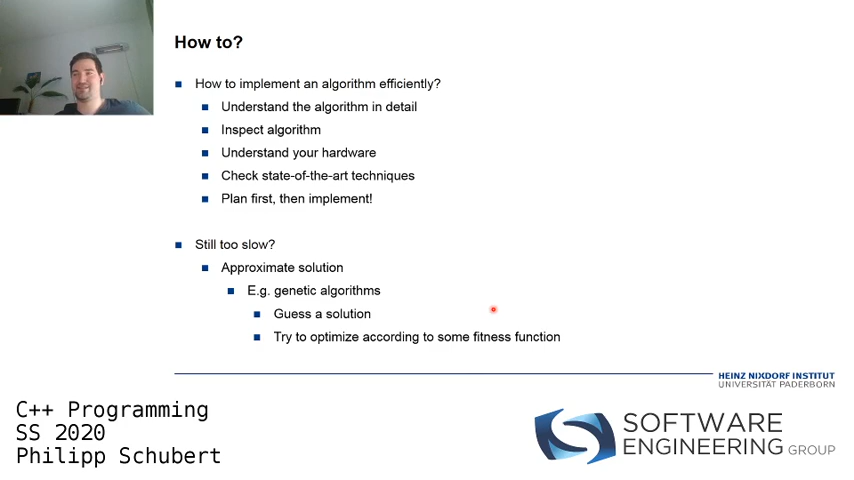 How to?
How to implement an algorithm efficiently?
Understand the algorithm in detail
Inspect algorithm
Understand your hardware
Check state-of-the-art techniques
Plan first, then implement!
Still too slow?
Approximate solution
E.g. genetic algorithms
Guess a solution
Try to optimize according to some fitness function
HEINZ NIXDORF INSTITUT
UNIVERSITÄT PADERBORN
C++ Programming
SS 2020
Philipp Schubert
SOFTWARE
ENGINEERING GROUP